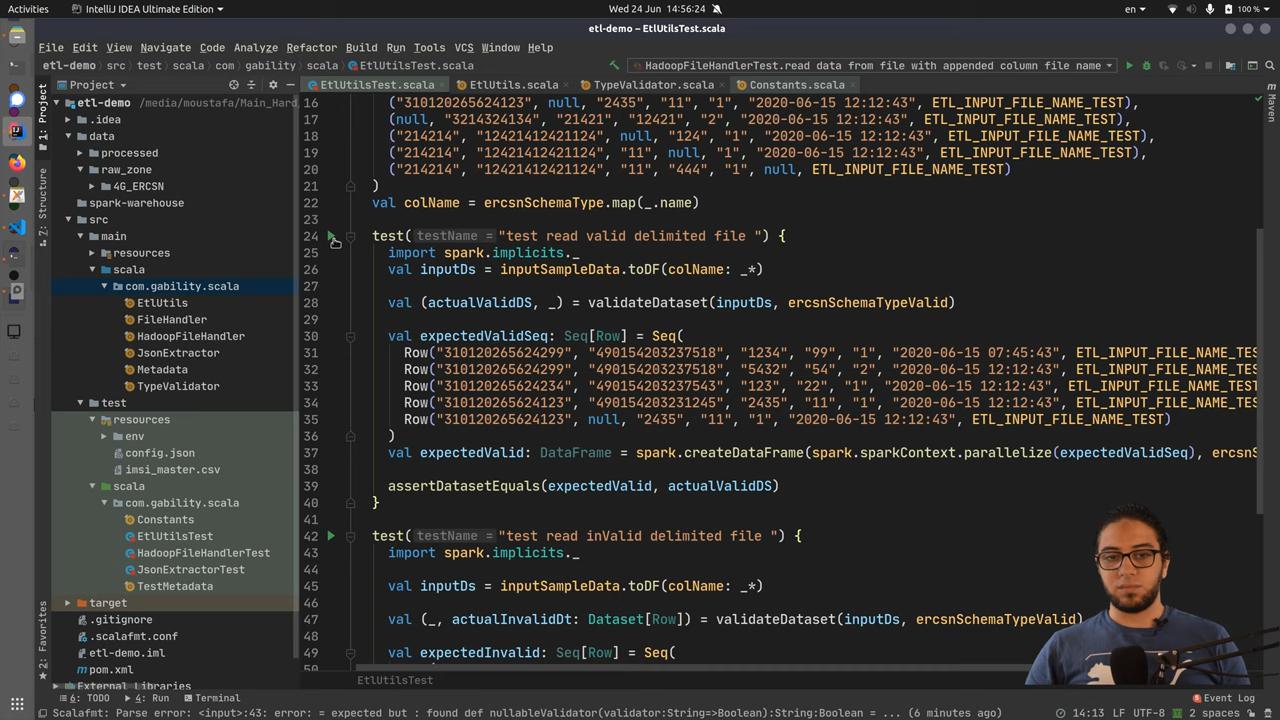 Activities
IntelliJ IDEA Ultimate Edition
Wed 24 Jun 14:56:24
en
100 %
etl-demo – EtlUtilsTest.scala
File Edit View Navigate Code Analyze Refactor Build Run Tools VCS Window Help
etl-demo › src › test › scala › com › gability › scala › EtlUtilsTest.scala
HadoopFileHandlerTest.read data from file with appended column file name
Project
EtlUtilsTest.scala
EtlUtils.scala
TypeValidator.scala
Constants.scala
1: Project
7: Structure
2: Favorites
Maven
etl-demo /media/moustafa/Main_Hard
.idea
data
processed
raw_zone
4G_ERCSN
spark-warehouse
src
main
resources
scala
com.gability.scala
EtlUtils
FileHandler
HadoopFileHandler
JsonExtractor
Metadata
TypeValidator
test
resources
env
config.json
imsi_master.csv
scala
com.gability.scala
Constants
EtlUtilsTest
HadoopFileHandlerTest
JsonExtractorTest
TestMetadata
target
.gitignore
.scalafmt.conf
etl-demo.iml
pom.xml
External Libraries
16 ("310120265624123", null, "2435", "11", "1", "2020-06-15 12:12:43", ETL_INPUT_FILE_NAME_TEST),
17 (null, "3214324134", "21421", "12421", "2", "2020-06-15 12:12:43", ETL_INPUT_FILE_NAME_TEST),
18 ("214214", "12421412421124", null, "124", "1", "2020-06-15 12:12:43", ETL_INPUT_FILE_NAME_TEST),
19 ("214214", "12421412421124", "11", null, "1", "2020-06-15 12:12:43", ETL_INPUT_FILE_NAME_TEST),
20 ("214214", "12421412421124", "11", "444", "1", null, ETL_INPUT_FILE_NAME_TEST)
21 )
22 val colName = ercsnSchemaType.map(_.name)
23
24 test( testName = "test read valid delimited file ") {
25 import spark.implicits._
26 val inputDs = inputSampleData.toDF(colName: _*)
27
28 val (actualValidDS, _) = validateDataset(inputDs, ercsnSchemaTypeValid)
29
30 val expectedValidSeq: Seq[Row] = Seq(
31 Row("310120265624299", "490154203237518", "1234", "99", "1", "2020-06-15 07:45:43", ETL_INPUT_FILE_NAME_TES
32 Row("310120265624299", "490154203237518", "5432", "54", "2", "2020-06-15 12:12:43", ETL_INPUT_FILE_NAME_TES
33 Row("310120265624234", "490154203237543", "123", "22", "1", "2020-06-15 12:12:43", ETL_INPUT_FILE_NAME_TEST
34 Row("310120265624123", "490154203231245", "2435", "11", "1", "2020-06-15 12:12:43", ETL_INPUT_FILE_NAME_TES
35 Row("310120265624123", null, "2435", "11", "1", "2020-06-15 12:12:43", ETL_INPUT_FILE_NAME_TEST)
36 )
37 val expectedValid: DataFrame = spark.createDataFrame(spark.sparkContext.parallelize(expectedValidSeq), ercsnS
38
39 assertDatasetEquals(expectedValid, actualValidDS)
40 }
41
42 test( testName = "test read inValid delimited file ") {
43 import spark.implicits._
44
45 val inputDs = inputSampleData.toDF(colName: _*)
46
47 val (_, actualInvalidDt: Dataset[Row]) = validateDataset(inputDs, ercsnSchemaTypeValid)
48
49 val expectedInvalid: Seq[Row] = Seq(
50
EtlUtilsTest
6: TODO
4: Run
Terminal
Event Log
Scalafmt: Parse error: <input>:43: error: = expected but : found def nullableValidator(validator:String=>Boolean):String:Boolean = ... (6 minutes ago)
14:13 LF UTF-8 2 spaces